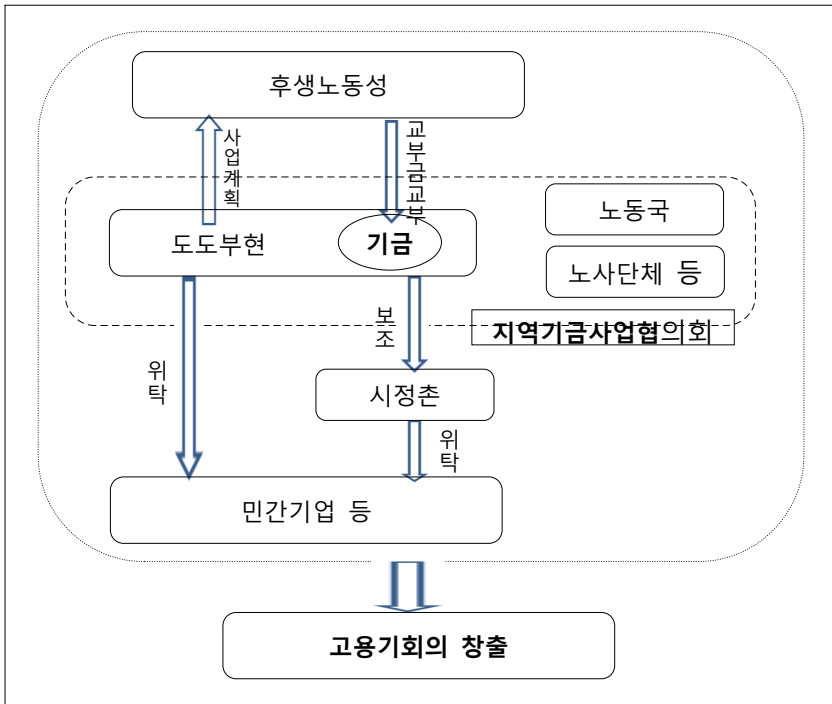 후생노동성
사업계획
교부금교부
노동국
도도부현
기금
노사단체 등
보조
지역기금사업협의회
위탁
시정촌
위탁
민간기업 등
고용기회의 창출